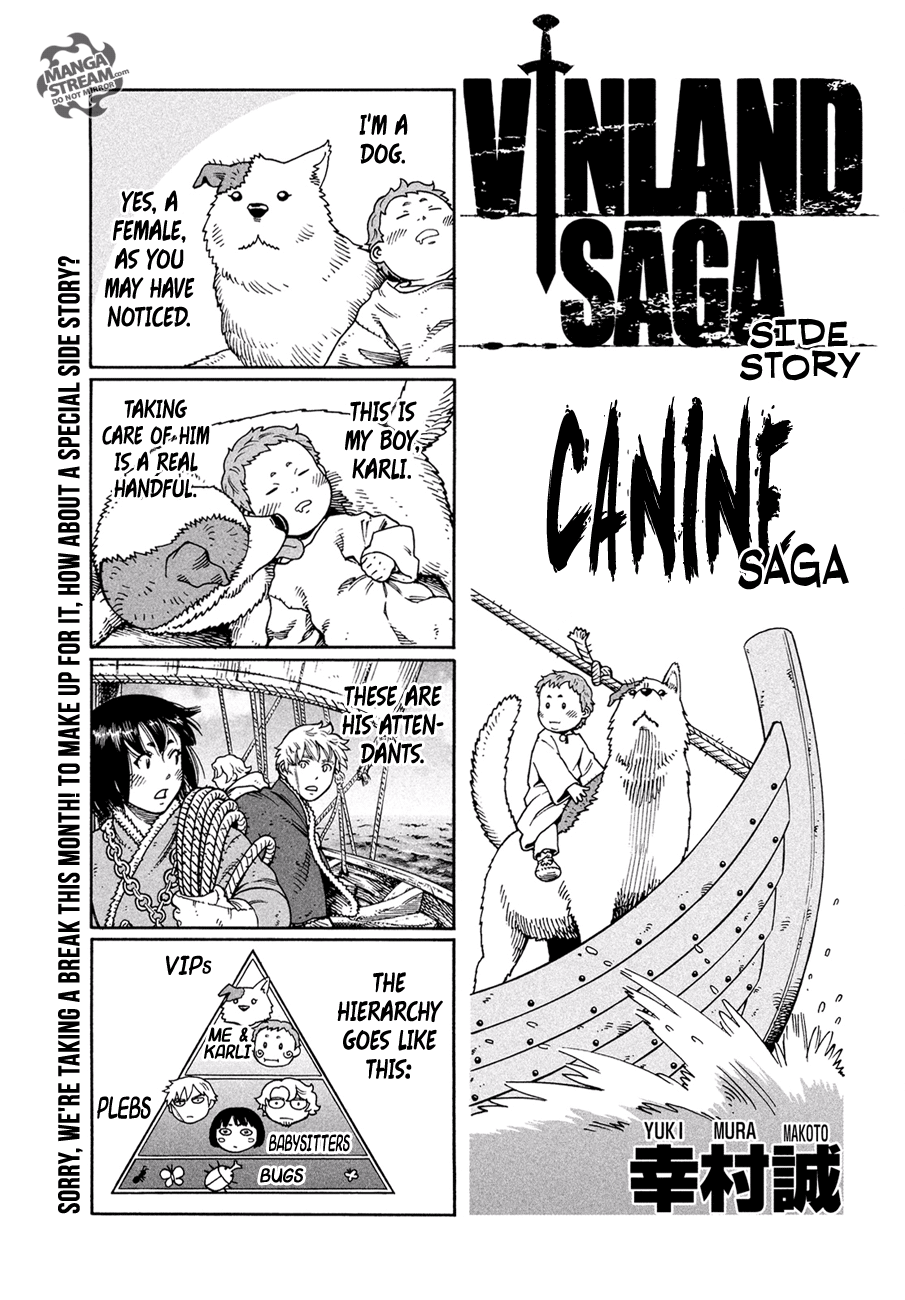 MANGA
STREAM.com
DO NOT MIRROR!
VINLAND
SAGA
SIDE
STORY
CANINE
SAGA
YUKI MURA MAKOTO
幸村誠
SORRY, WE'RE TAKING A BREAK THIS MONTH! TO MAKE UP FOR IT, HOW ABOUT A SPECIAL SIDE STORY?
I'M A
DOG.
YES, A
FEMALE,
AS YOU
MAY HAVE
NOTICED.
THIS IS
MY BOY,
KARLI.
TAKING
CARE OF HIM
IS A REAL
HANDFUL.
THESE ARE
HIS ATTEN-
DANTS.
THE
HIERARCHY
GOES LIKE
THIS:
VIPs
ME &
KARLI
PLEBS
BABYSITTERS
BUGS